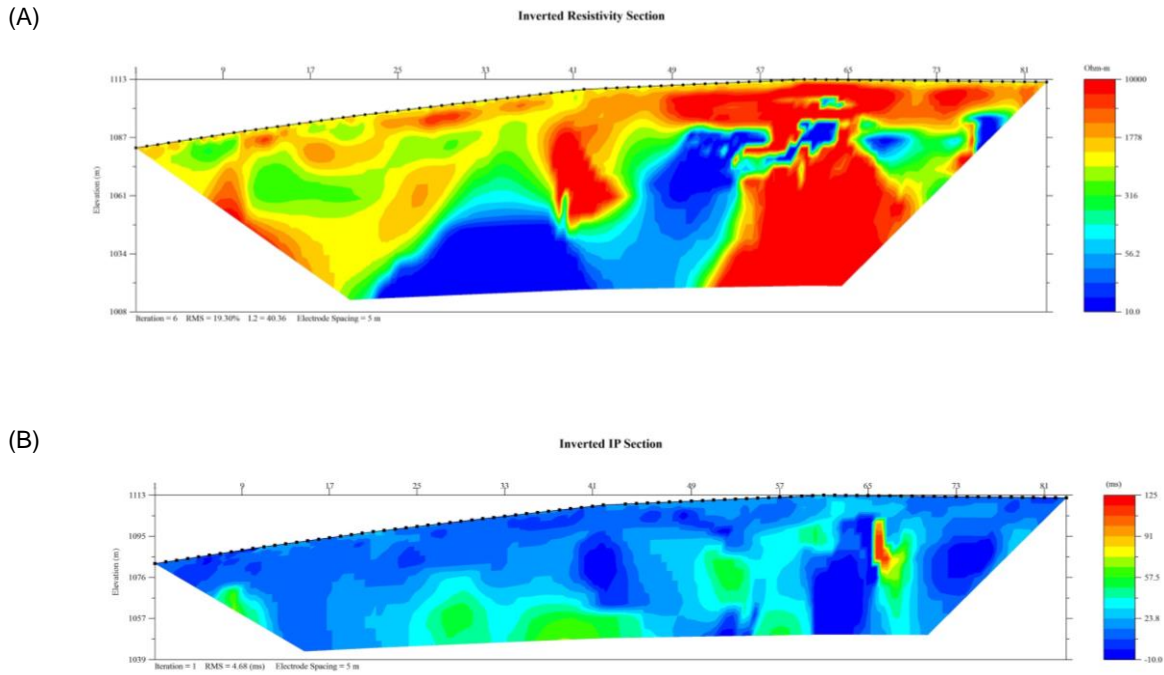 (A)
Inverted Resistivity Section
1 9 17 25 33 41 49 57 65 73 81
Ohm-m
1113
1087
1061
1034
1008
Elevation (m)
10000
1778
316
56.2
10.0
Iteration = 6 RMS = 19.30% L2 = 40.36 Electrode Spacing = 5 m
(B)
Inverted IP Section
1 9 17 25 33 41 49 57 65 73 81
(ms)
1113
1095
1076
1057
1039
Elevation (m)
125
91
57.5
23.8
-10.0
Iteration = 1 RMS = 4.68 (ms) Electrode Spacing = 5 m